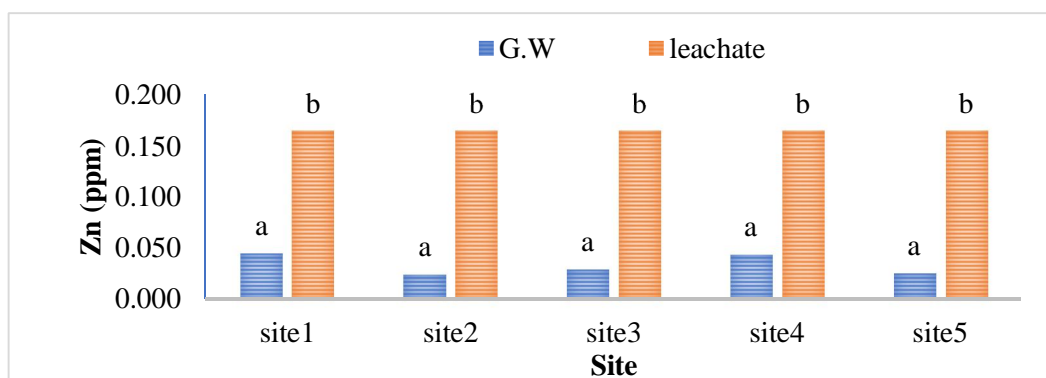 G.W leachate
Zn (ppm)
0.200
0.150
0.100
0.050
0.000
b b b b b
a a a a a
site1 site2 site3 site4 site5
Site